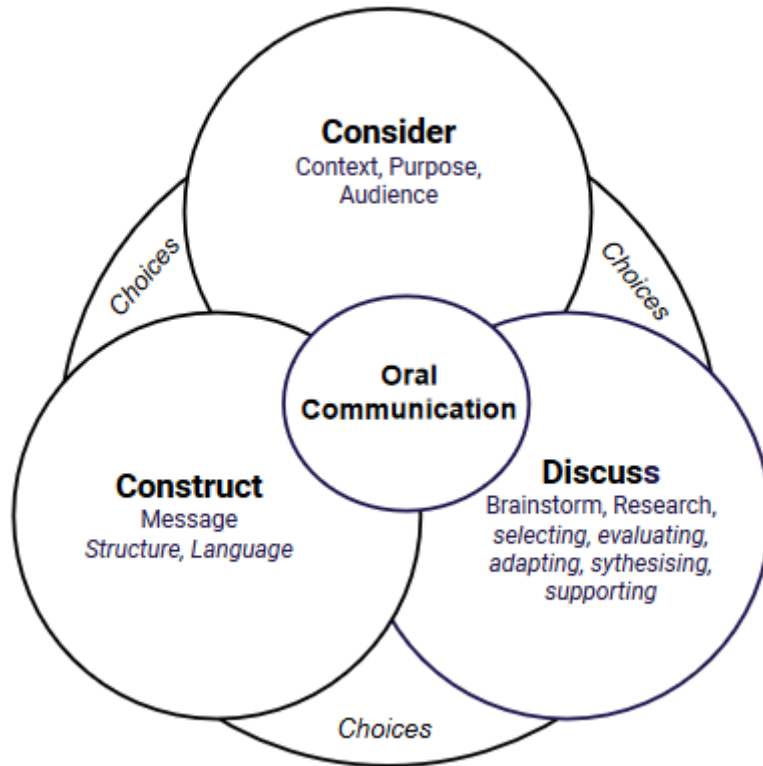 Consider
Context, Purpose,
Audience
Choices
Choices
Oral
Communication
Construct
Message
Structure, Language
Discuss
Brainstorm, Research,
selecting, evaluating,
adapting, sythesising,
supporting
Choices